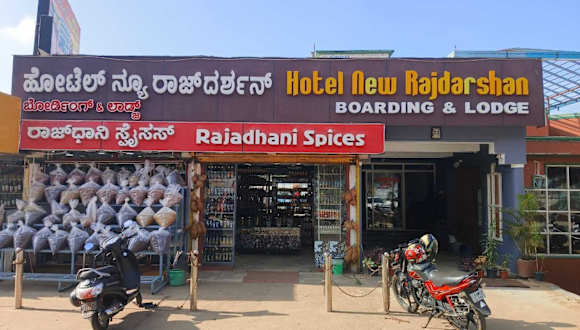 ಹೋಟೆಲ್ ನ್ಯೂ ರಾಜ್‌ದರ್ಶನ್ Hotel New Rajdarshan
ಬೋರ್ಡಿಂಗ್ & ಲಾಡ್ಜ್ BOARDING & LODGE
ರಾಜ್‌ಧಾನಿ ಸ್ಪೈಸಸ್ Rajadhani Spices